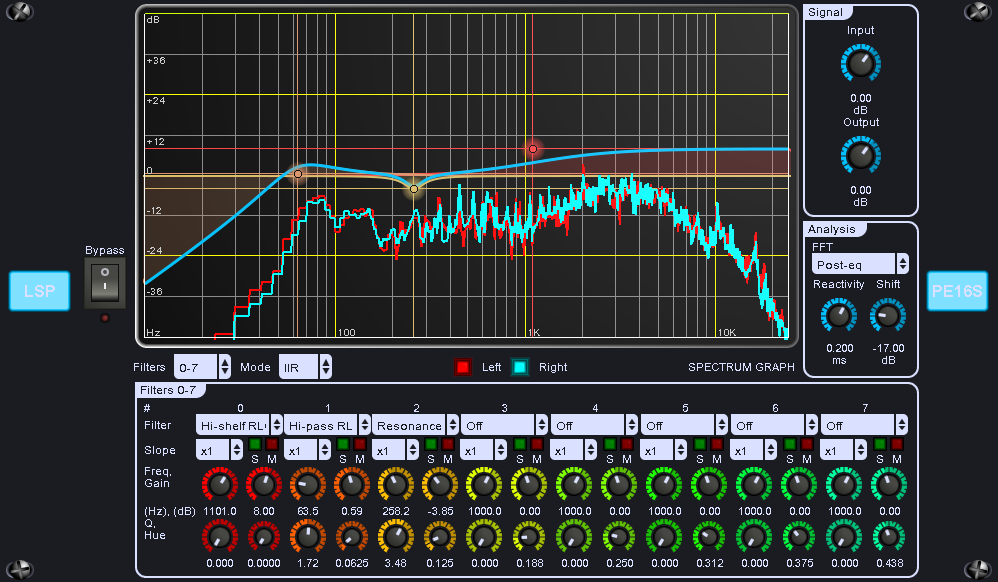 dB
+36
+24
+12
0
-12
-24
-36
Hz 100 1K 10K
Signal
Input
0.00
dB
Output
0.00
dB
Bypass
LSP
PE16S
Analysis
FFT
Post-eq
Reactivity Shift
0.200 -17.00
ms dB
Filters 0-7 Mode IIR Left Right SPECTRUM GRAPH
Filters 0-7
# 0 1 2 3 4 5 6 7
Filter Hi-shelf RL Hi-pass RL Resonance Off Off Off Off Off
Slope x1 x1 x1 x1 x1 x1 x1 x1
S M S M S M S M S M S M S M S M
Freq,
Gain
(Hz), (dB) 1101.0 8.00 63.5 0.59 258.2 -3.85 1000.0 0.00 1000.0 0.00 1000.0 0.00 1000.0 0.00 1000.0 0.00
Q,
Hue
0.000 0.0000 1.72 0.0625 3.48 0.125 0.000 0.188 0.000 0.250 0.000 0.312 0.000 0.375 0.000 0.438